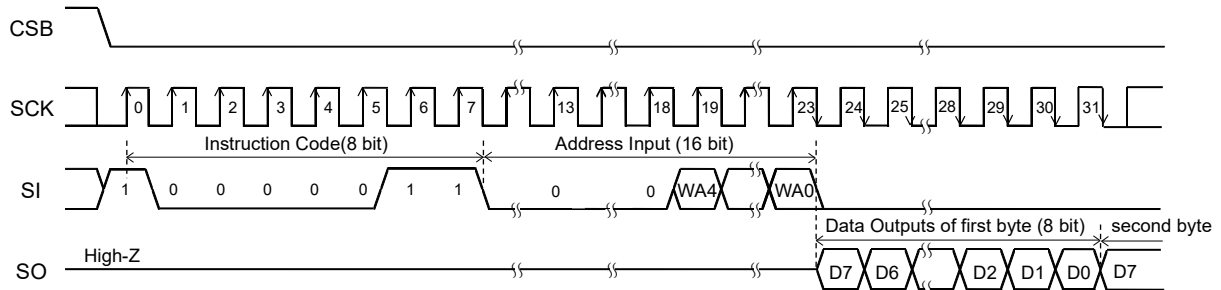 CSB
SCK 0 1 2 3 4 5 6 7 13 18 19 23 24 25 28 29 30 31
Instruction Code(8 bit) Address Input (16 bit)
SI 1 0 0 0 0 0 1 1 0 0 WA4 WA0
Data Outputs of first byte (8 bit) second byte
High-Z
SO D7 D6 D2 D1 D0 D7